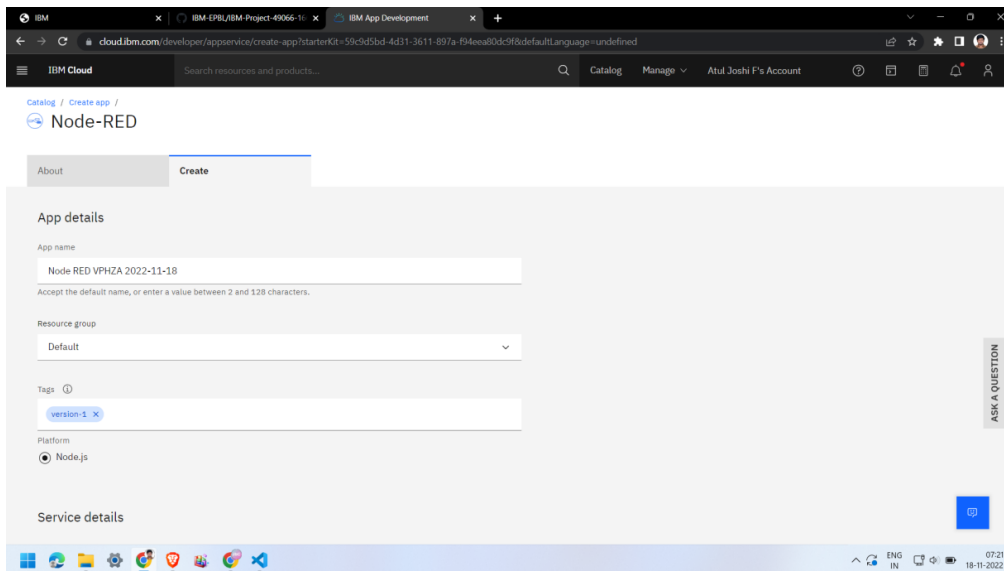 IBM
IBM-EPBL/IBM-Project-49066-16
IBM App Development
cloud.ibm.com/developer/appservice/create-app?starterKit=59c9d5bd-4d31-3611-897a-f94eea80dc9f&defaultLanguage=undefined
IBM Cloud
Search resources and products...
Catalog
Manage
Atul Joshi F's Account
Catalog / Create app /
Node-RED
About
Create
App details
App name
Node RED VPHZA 2022-11-18
Accept the default name, or enter a value between 2 and 128 characters.
Resource group
Default
Tags
version-1
Platform
Node.js
Service details
ASK A QUESTION
ENG
IN
07:21
18-11-2022